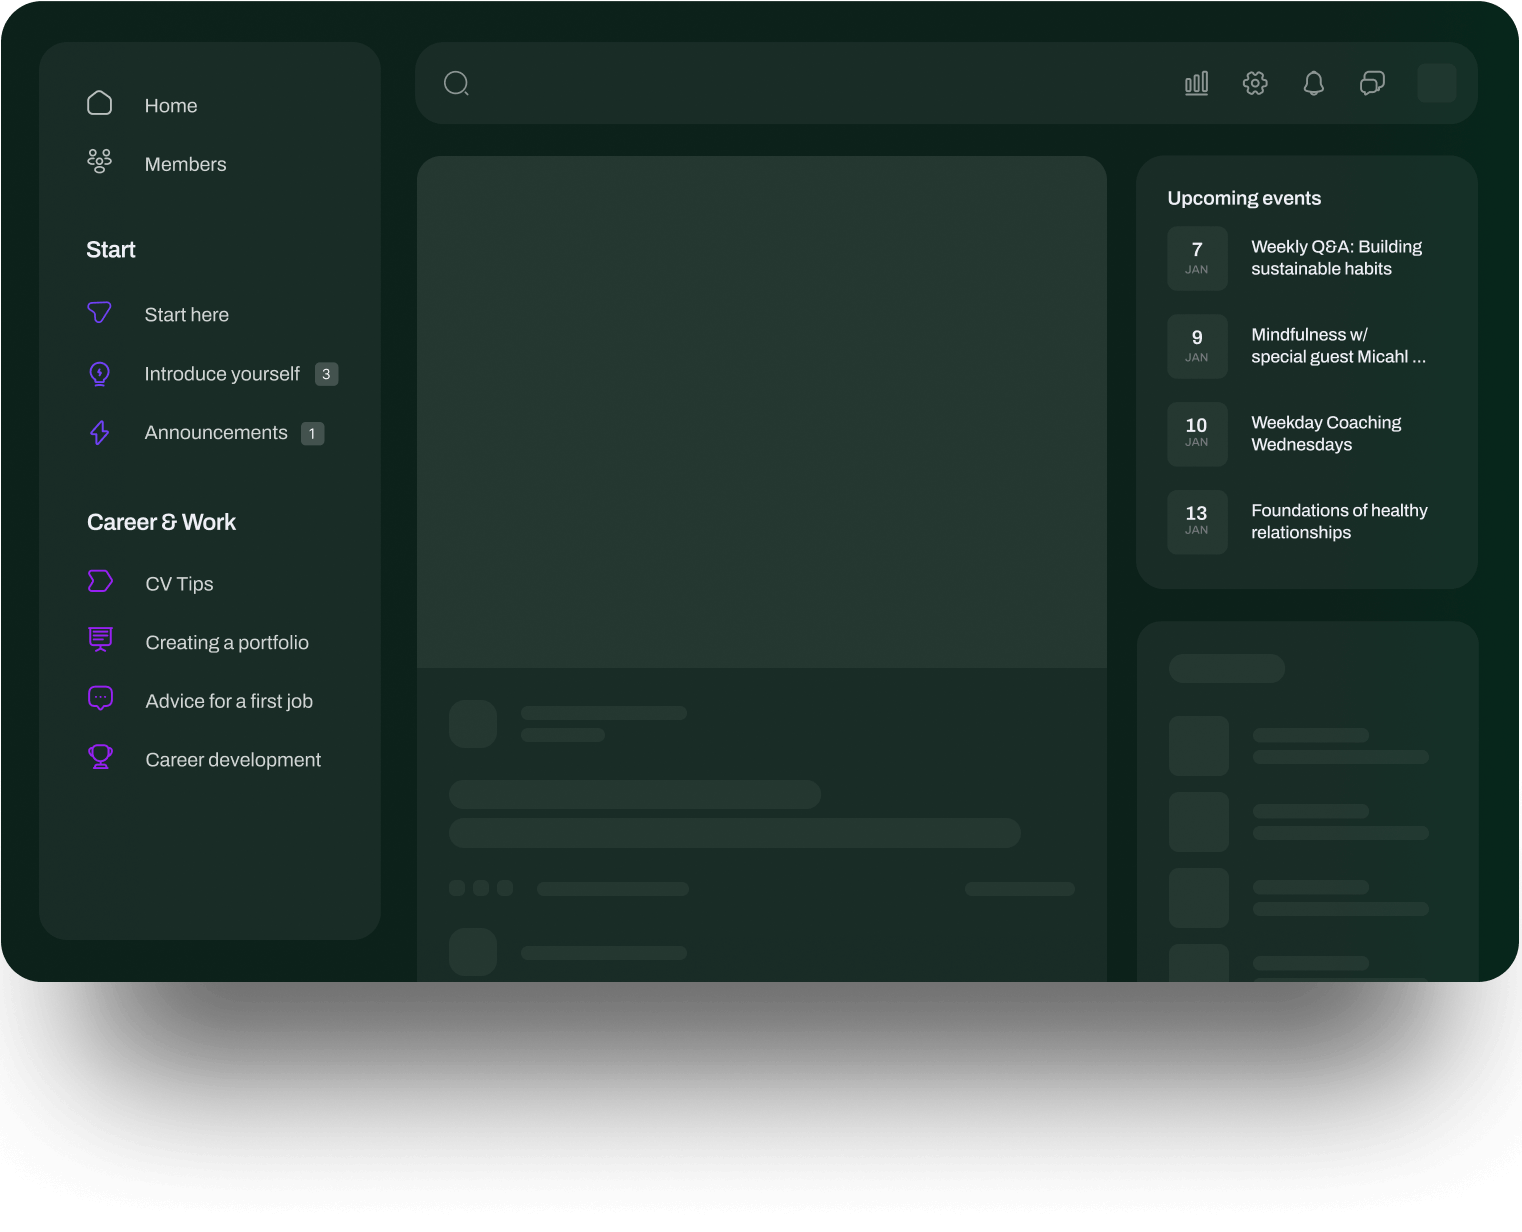 Home
Members
Start
Start here
Introduce yourself 3
Announcements 1
Career & Work
CV Tips
Creating a portfolio
Advice for a first job
Career development
Upcoming events
7
JAN
Weekly Q&A: Building
sustainable habits
9
JAN
Mindfulness w/
special guest Micahl ...
10
JAN
Weekday Coaching
Wednesdays
13
JAN
Foundations of healthy
relationships